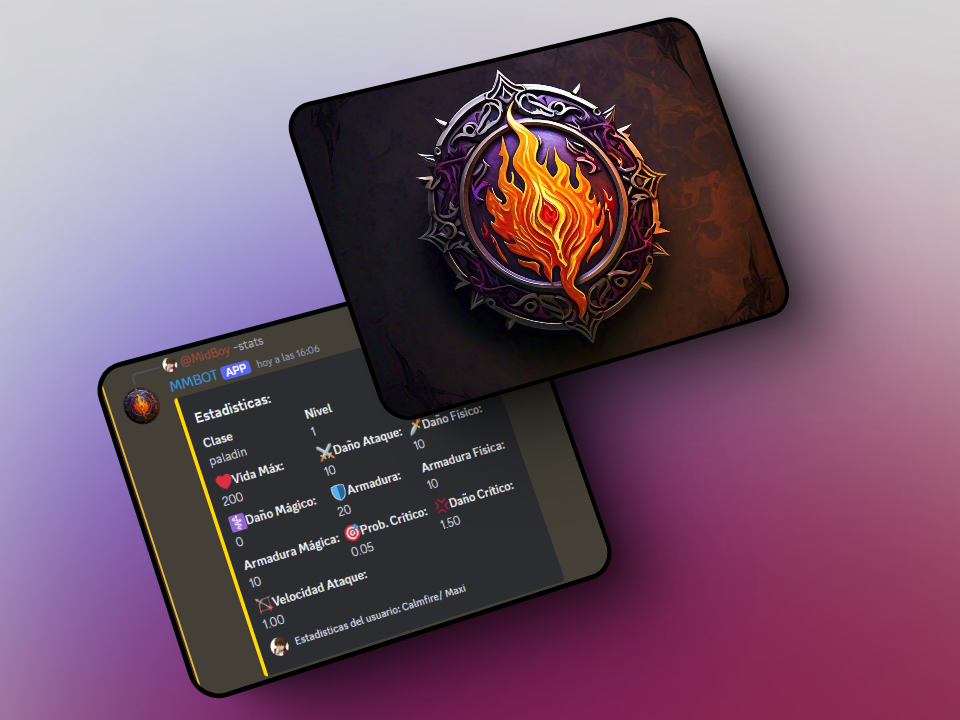 @MidBoy -stats
MMBOT APP hoy a las 16:06
Estadisticas:
Clase
paladin
Nivel
1
Vida Máx:
200
Daño Ataque:
10
Daño Físico:
10
Daño Mágico:
0
Armadura:
20
Armadura Fisica:
10
Armadura Mágica:
10
Prob. Crítico:
0.05
Daño Crítico:
1.50
Velocidad Ataque:
1.00
Estadisticas del usuario: Calmfire/ Maxi